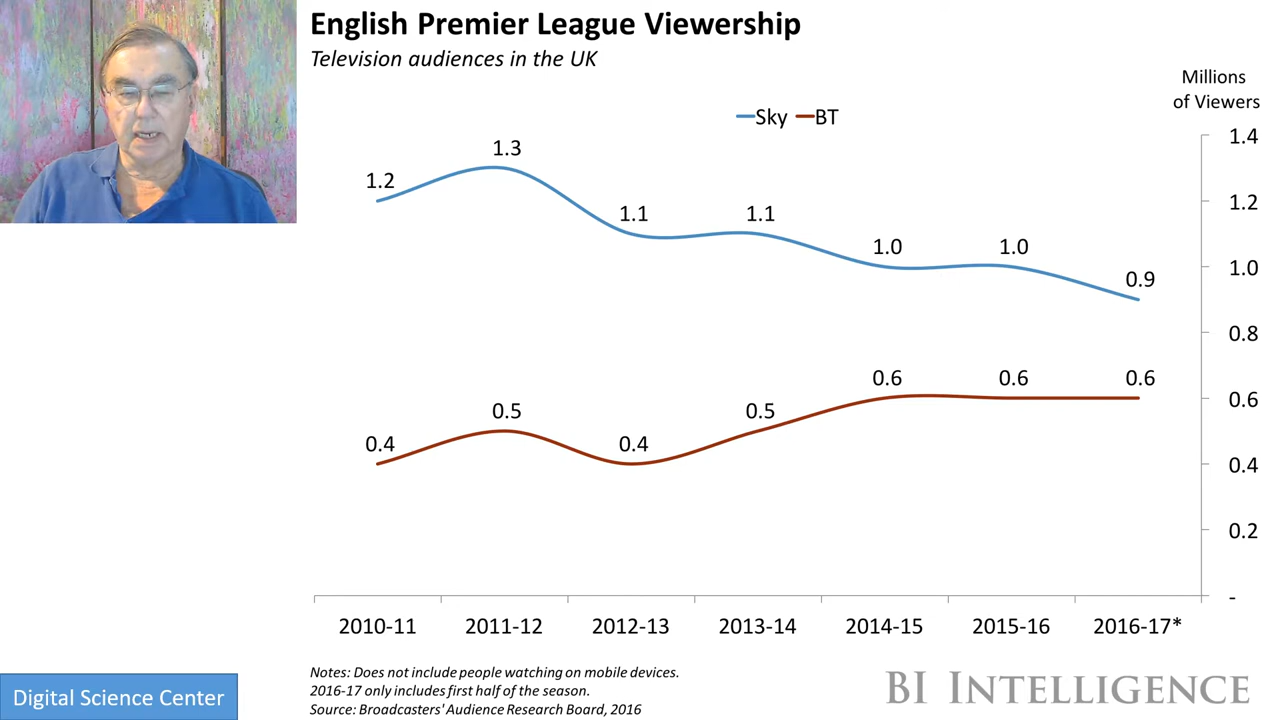 English Premier League Viewership
Television audiences in the UK
Millions
of Viewers
Sky BT
1.4
1.2
1.0
0.8
0.6
0.4
0.2
-
1.2 1.3 1.1 1.1 1.0 1.0 0.9
0.4 0.5 0.4 0.5 0.6 0.6 0.6
2010-11 2011-12 2012-13 2013-14 2014-15 2015-16 2016-17*
Notes: Does not include people watching on mobile devices.
2016-17 only includes first half of the season.
Source: Broadcasters' Audience Research Board, 2016
Digital Science Center
BI INTELLIGENCE